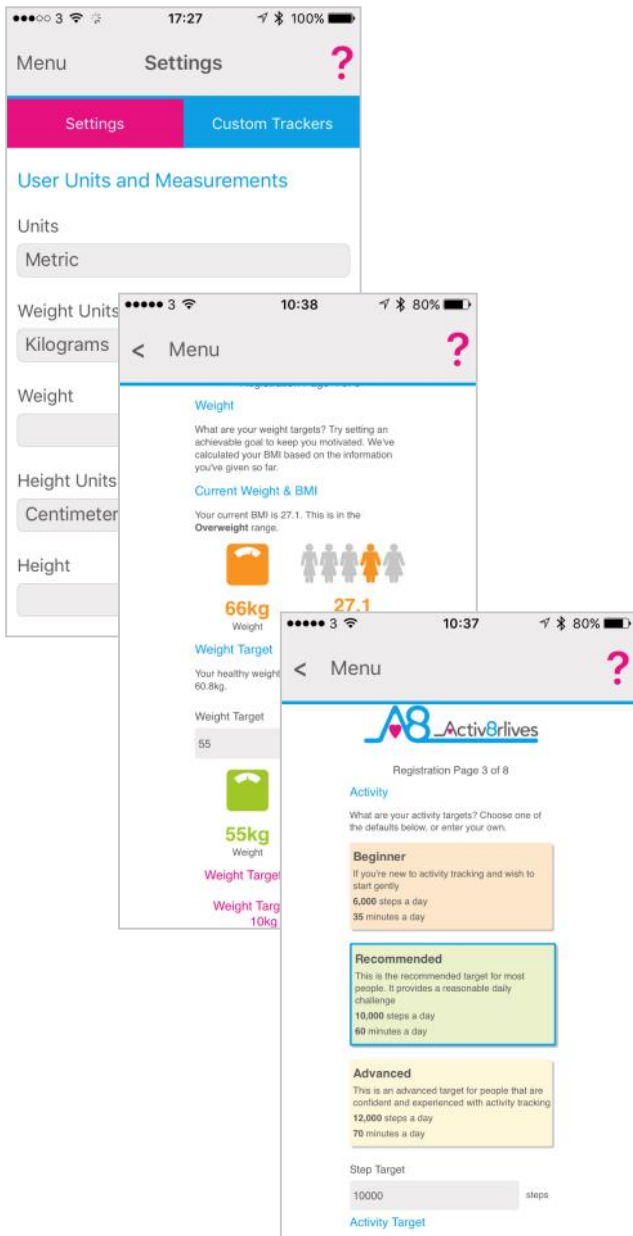 3 17:27 100%
Menu Settings ?
Settings Custom Trackers
User Units and Measurements
Units
Metric
Weight Units
Kilograms
Weight
Height Units
Centimeter
Height
3 10:38 80%
< Menu ?
Weight
What are your weight targets? Try setting an
achievable goal to keep you motivated. We've
calculated your BMI based on the information
you've given so far.
Current Weight & BMI
Your current BMI is 27.1. This is in the
Overweight range.
66kg 27.1
Weight
Weight Target
Your healthy weight
60.8kg.
Weight Target
55
55kg
Weight
Weight Target
Weight Targ
10kg
3 10:37 80%
< Menu ?
A8 Activ8rlives
Registration Page 3 of 8
Activity
What are your activity targets? Choose one of
the defaults below, or enter your own.
Beginner
If you're new to activity tracking and wish to
start gently
6,000 steps a day
35 minutes a day
Recommended
This is the recommended target for most
people. It provides a reasonable daily
challenge
10,000 steps a day
60 minutes a day
Advanced
This is an advanced target for people that are
confident and experienced with activity tracking
12,000 steps a day
70 minutes a day
Step Target
10000 steps
Activity Target